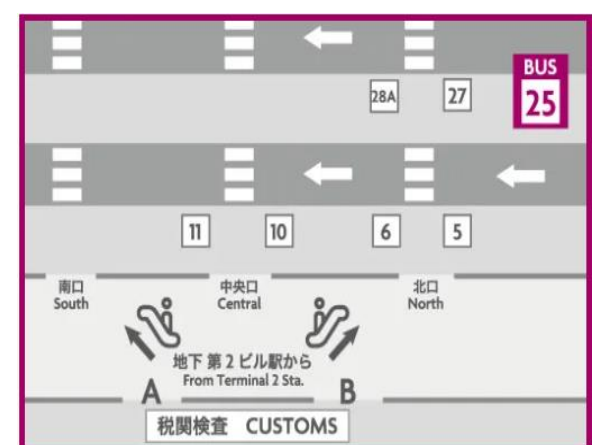 BUS
25
28A
27
11
10
6
5
南口
South
中央口
Central
北口
North
地下 第2ビル駅から
From Terminal 2 Sta.
A
B
税関検査 CUSTOMS